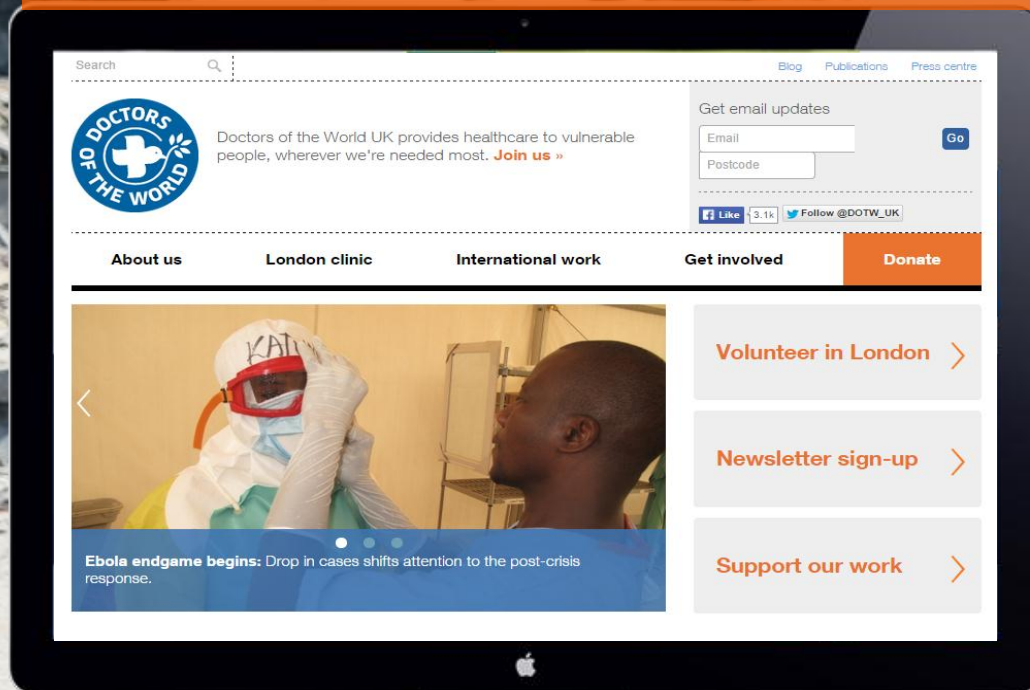 Search
Blog Publications Press centre
DOCTORS
OF THE WORLD
Doctors of the World UK provides healthcare to vulnerable
people, wherever we're needed most. Join us »
Get email updates
Email
Go
Postcode
Like 3.1k Follow @DOTW_UK
About us London clinic International work Get involved Donate
KATI
Volunteer in London
Newsletter sign-up
Support our work
Ebola endgame begins: Drop in cases shifts attention to the post-crisis
response.